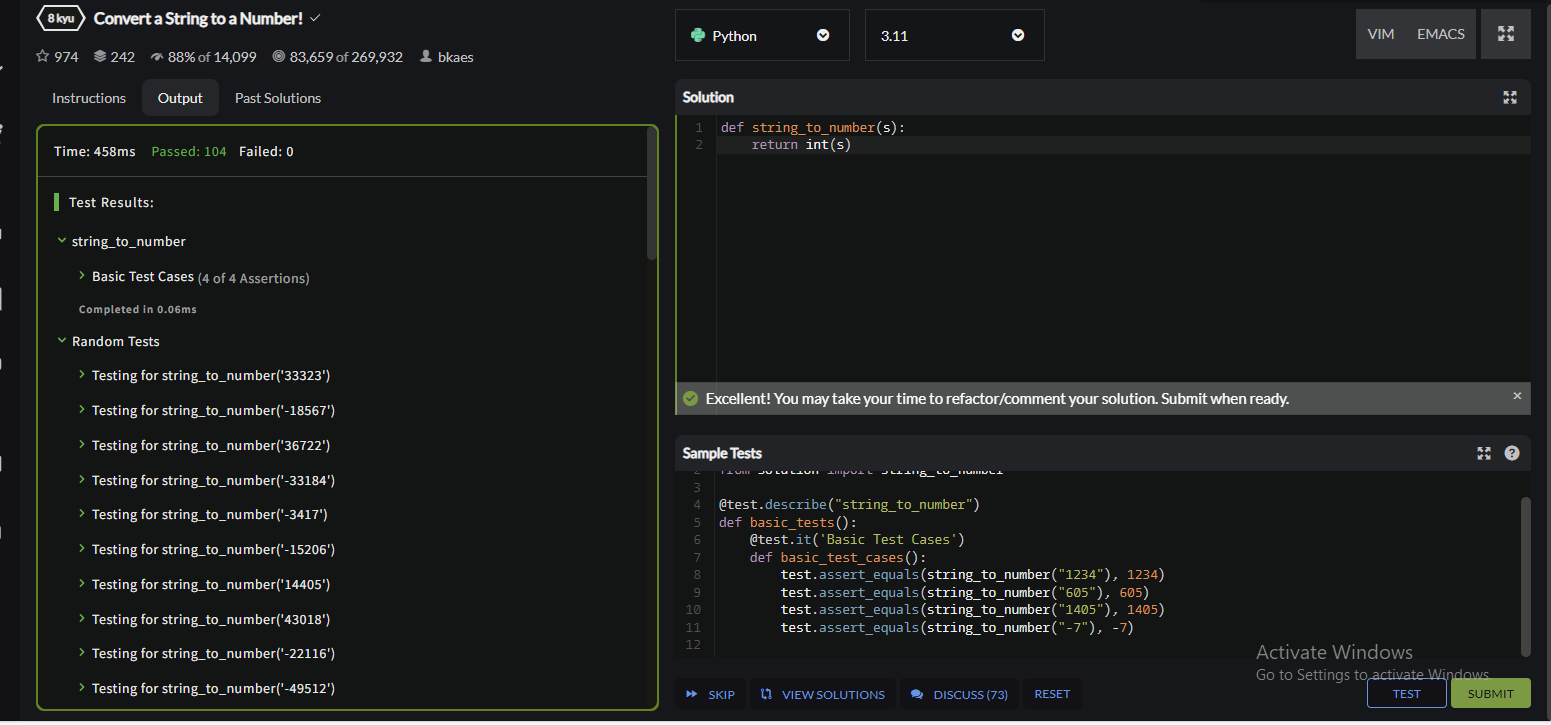 8 kyu Convert a String to a Number!
974 242 88% of 14,099 83,659 of 269,932 bkaes
Instructions Output Past Solutions
Time: 458ms Passed: 104 Failed: 0
Test Results:
string_to_number
Basic Test Cases (4 of 4 Assertions)
Completed in 0.06ms
Random Tests
Testing for string_to_number('33323')
Testing for string_to_number('-18567')
Testing for string_to_number('36722')
Testing for string_to_number('-33184')
Testing for string_to_number('-3417')
Testing for string_to_number('-15206')
Testing for string_to_number('14405')
Testing for string_to_number('43018')
Testing for string_to_number('-22116')
Testing for string_to_number('-49512')
Python 3.11 VIM EMACS
Solution
1 def string_to_number(s):
2 return int(s)
Excellent! You may take your time to refactor/comment your solution. Submit when ready.
Sample Tests
2 from solution import string_to_number
3
4 @test.describe("string_to_number")
5 def basic_tests():
6 @test.it('Basic Test Cases')
7 def basic_test_cases():
8 test.assert_equals(string_to_number("1234"), 1234)
9 test.assert_equals(string_to_number("605"), 605)
10 test.assert_equals(string_to_number("1405"), 1405)
11 test.assert_equals(string_to_number("-7"), -7)
12
Activate Windows
Go to Settings to activate Windows.
SKIP VIEW SOLUTIONS DISCUSS (73) RESET TEST SUBMIT